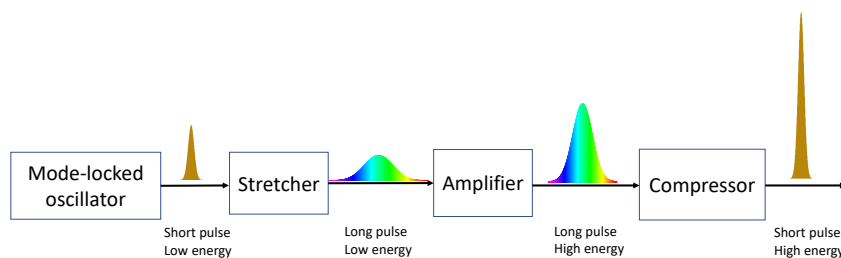 Mode-locked
oscillator
Stretcher
Amplifier
Compressor
Short pulse
Low energy
Long pulse
Low energy
Long pulse
High energy
Short pulse
High energy